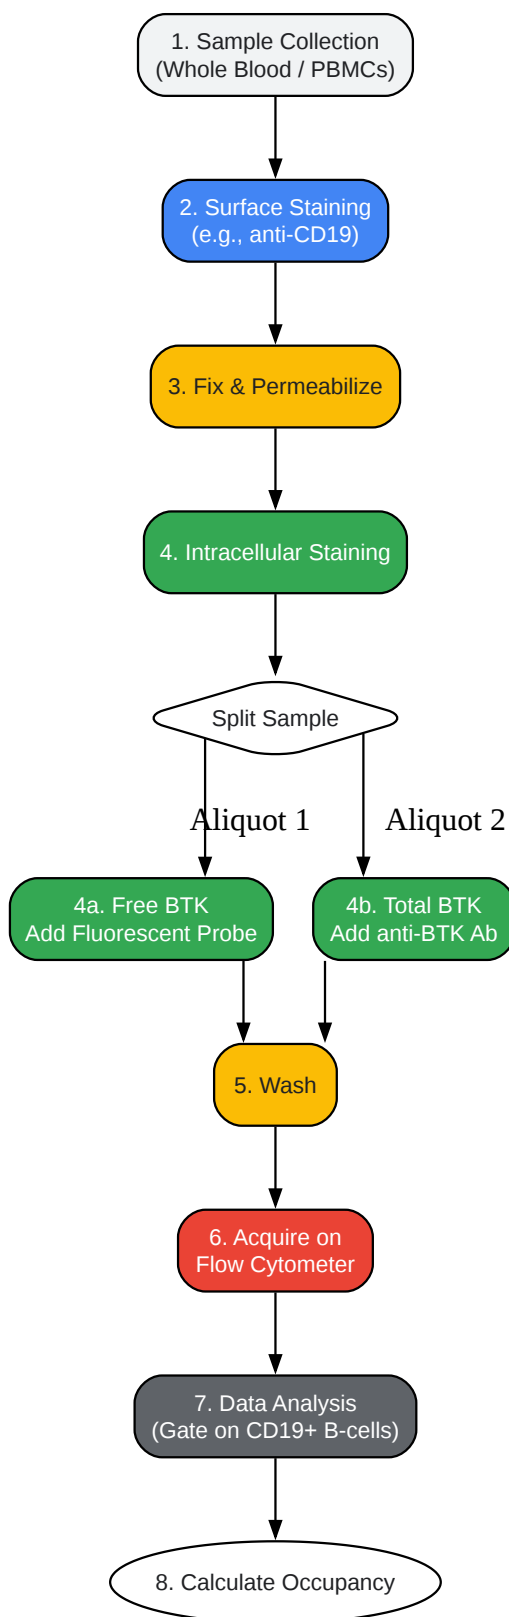 1. Sample Collection
(Whole Blood / PBMCs)
2. Surface Staining
(e.g., anti-CD19)
3. Fix & Permeabilize
4. Intracellular Staining
Split Sample
Aliquot 1
Aliquot 2
4a. Free BTK
Add Fluorescent Probe
4b. Total BTK
Add anti-BTK Ab
5. Wash
6. Acquire on
Flow Cytometer
7. Data Analysis
(Gate on CD19+ B-cells)
8. Calculate Occupancy